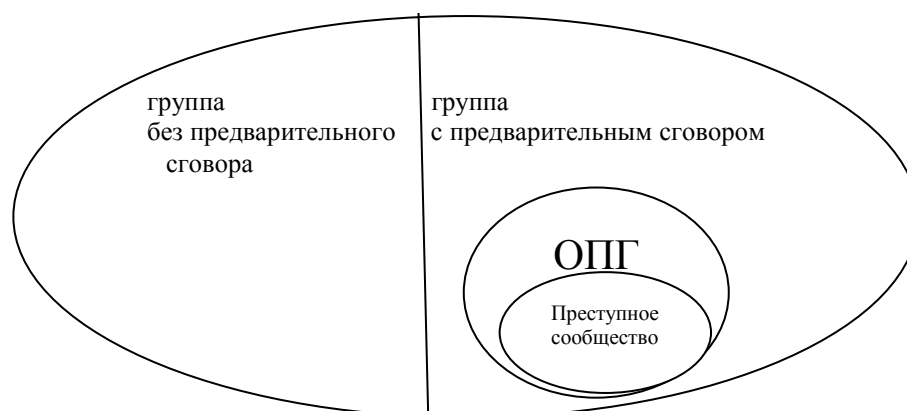 группа
без предварительного
сговора
группа
с предварительным сговором
ОПГ
Преступное
сообщество